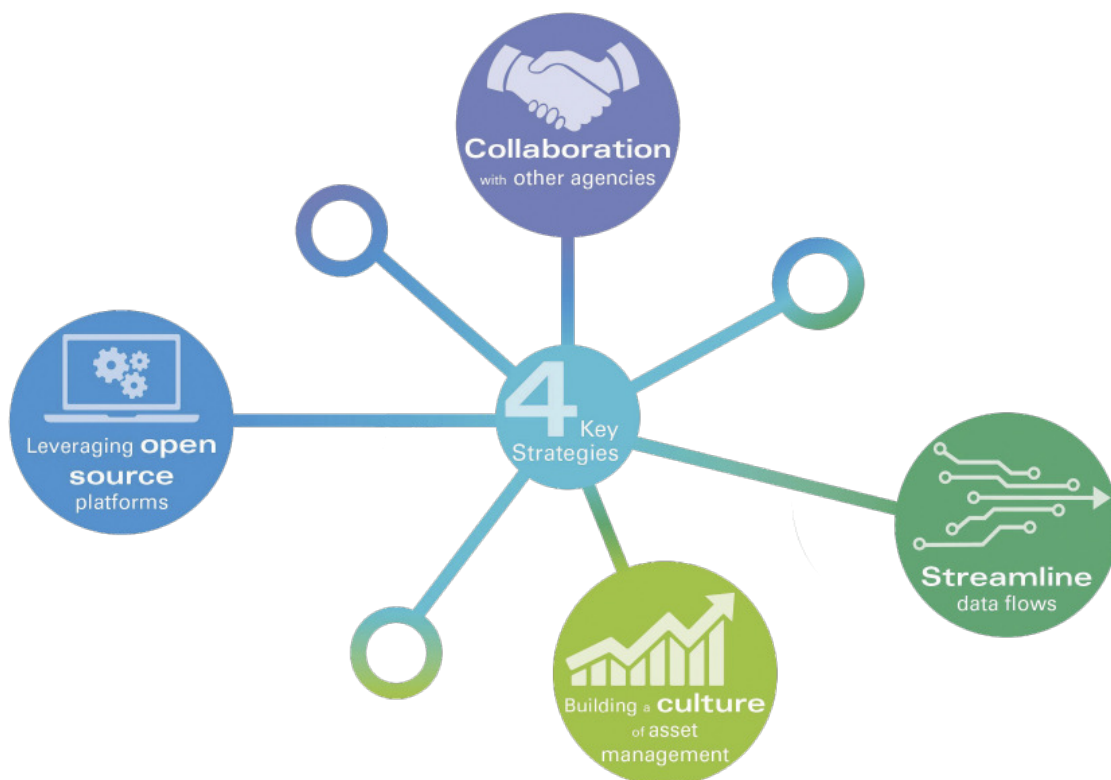 Collaboration
with other agencies
4 Key
Strategies
Leveraging open
source
platforms
Streamline
data flows
Building a culture
of asset
management